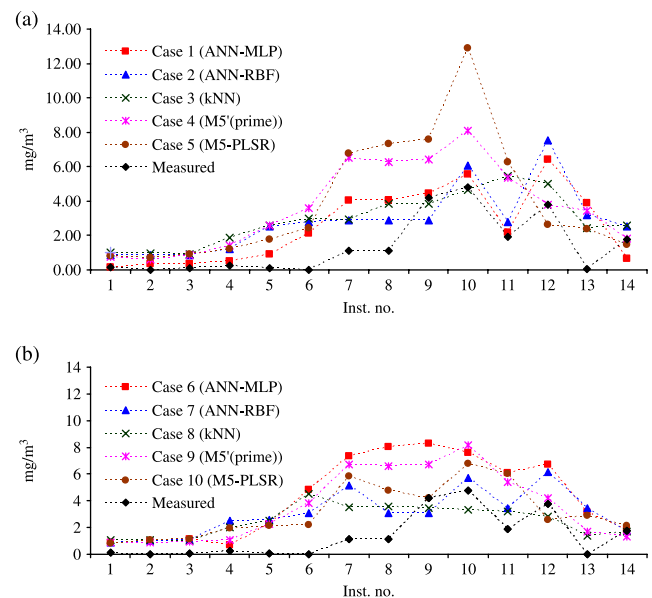 (a)
14.00
12.00
10.00
8.00
6.00
4.00
2.00
0.00
mg/m³
Case 1 (ANN-MLP)
Case 2 (ANN-RBF)
Case 3 (kNN)
Case 4 (M5'(prime))
Case 5 (M5-PLSR)
Measured
1 2 3 4 5 6 7 8 9 10 11 12 13 14
Inst. no.
(b)
14
12
10
8
6
4
2
0
mg/m³
Case 6 (ANN-MLP)
Case 7 (ANN-RBF)
Case 8 (kNN)
Case 9 (M5'(prime))
Case 10 (M5-PLSR)
Measured
1 2 3 4 5 6 7 8 9 10 11 12 13 14
Inst. no.